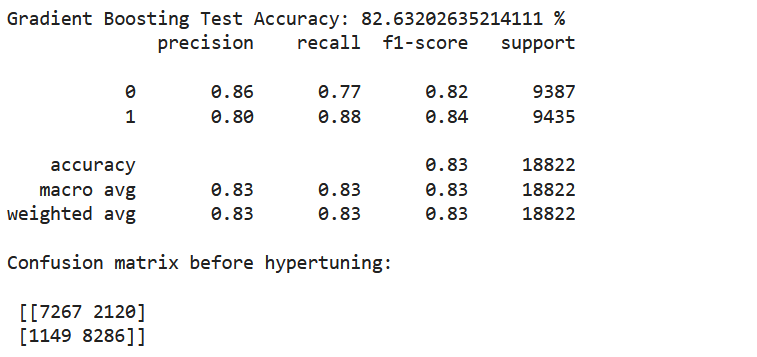 Gradient Boosting Test Accuracy: 82.63202635214111 %
precision recall f1-score support
0 0.86 0.77 0.82 9387
1 0.80 0.88 0.84 9435
accuracy 0.83 18822
macro avg 0.83 0.83 0.83 18822
weighted avg 0.83 0.83 0.83 18822
Confusion matrix before hypertuning:
[[7267 2120]
[1149 8286]]